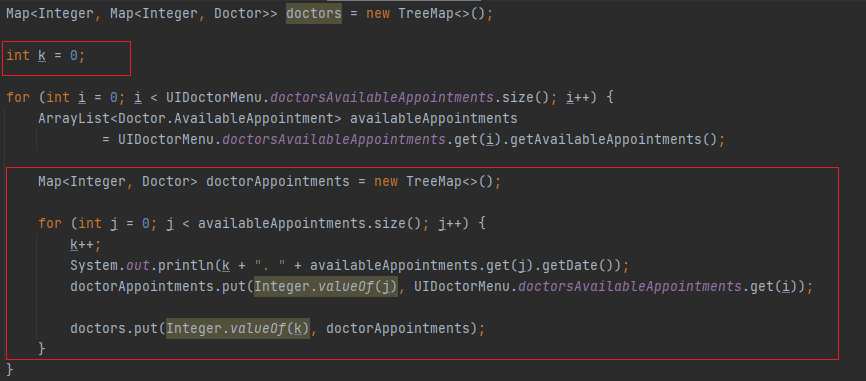 Map<Integer, Map<Integer, Doctor>> doctors = new TreeMap<>();
int k = 0;
for (int i = 0; i < UIDoctorMenu.doctorsAvailableAppointments.size(); i++) {
ArrayList<Doctor.AvailableAppointment> availableAppointments
= UIDoctorMenu.doctorsAvailableAppointments.get(i).getAvailableAppointments();
Map<Integer, Doctor> doctorAppointments = new TreeMap<>();
for (int j = 0; j < availableAppointments.size(); j++) {
k++;
System.out.println(k + ". " + availableAppointments.get(j).getDate());
doctorAppointments.put(Integer.valueOf(j), UIDoctorMenu.doctorsAvailableAppointments.get(i));
doctors.put(Integer.valueOf(k), doctorAppointments);
}
}